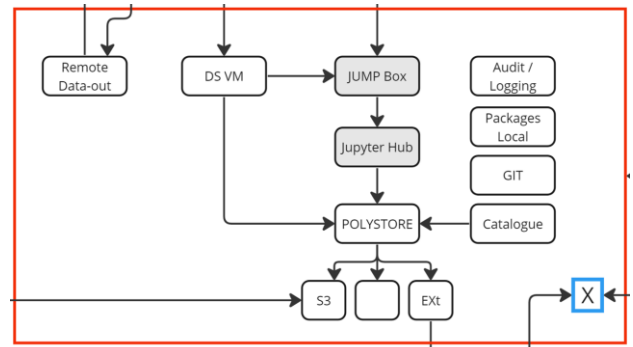 Remote
Data-out
DS VM
JUMP Box
Audit /
Logging
Packages
Local
Jupyter Hub
GIT
POLYSTORE
Catalogue
S3
EXt
X